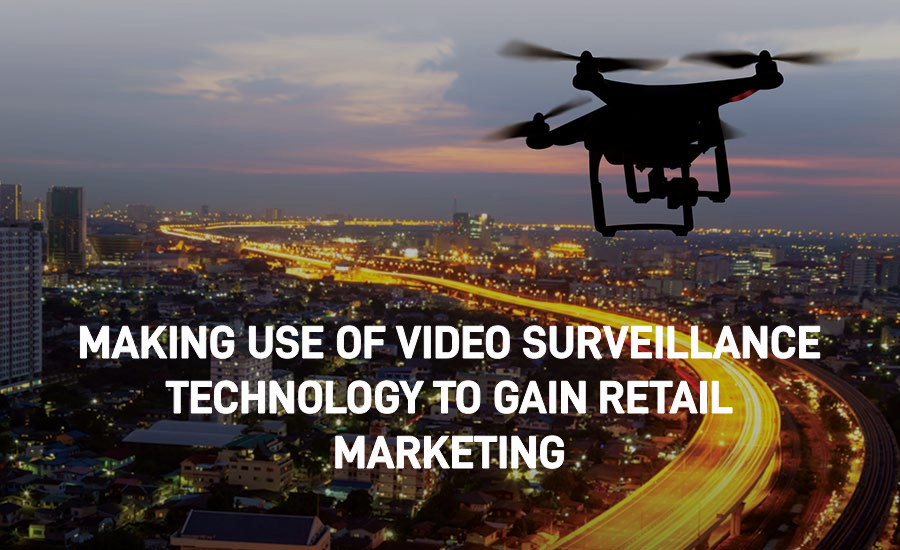 MAKING USE OF VIDEO SURVEILLANCE
TECHNOLOGY TO GAIN RETAIL
MARKETING